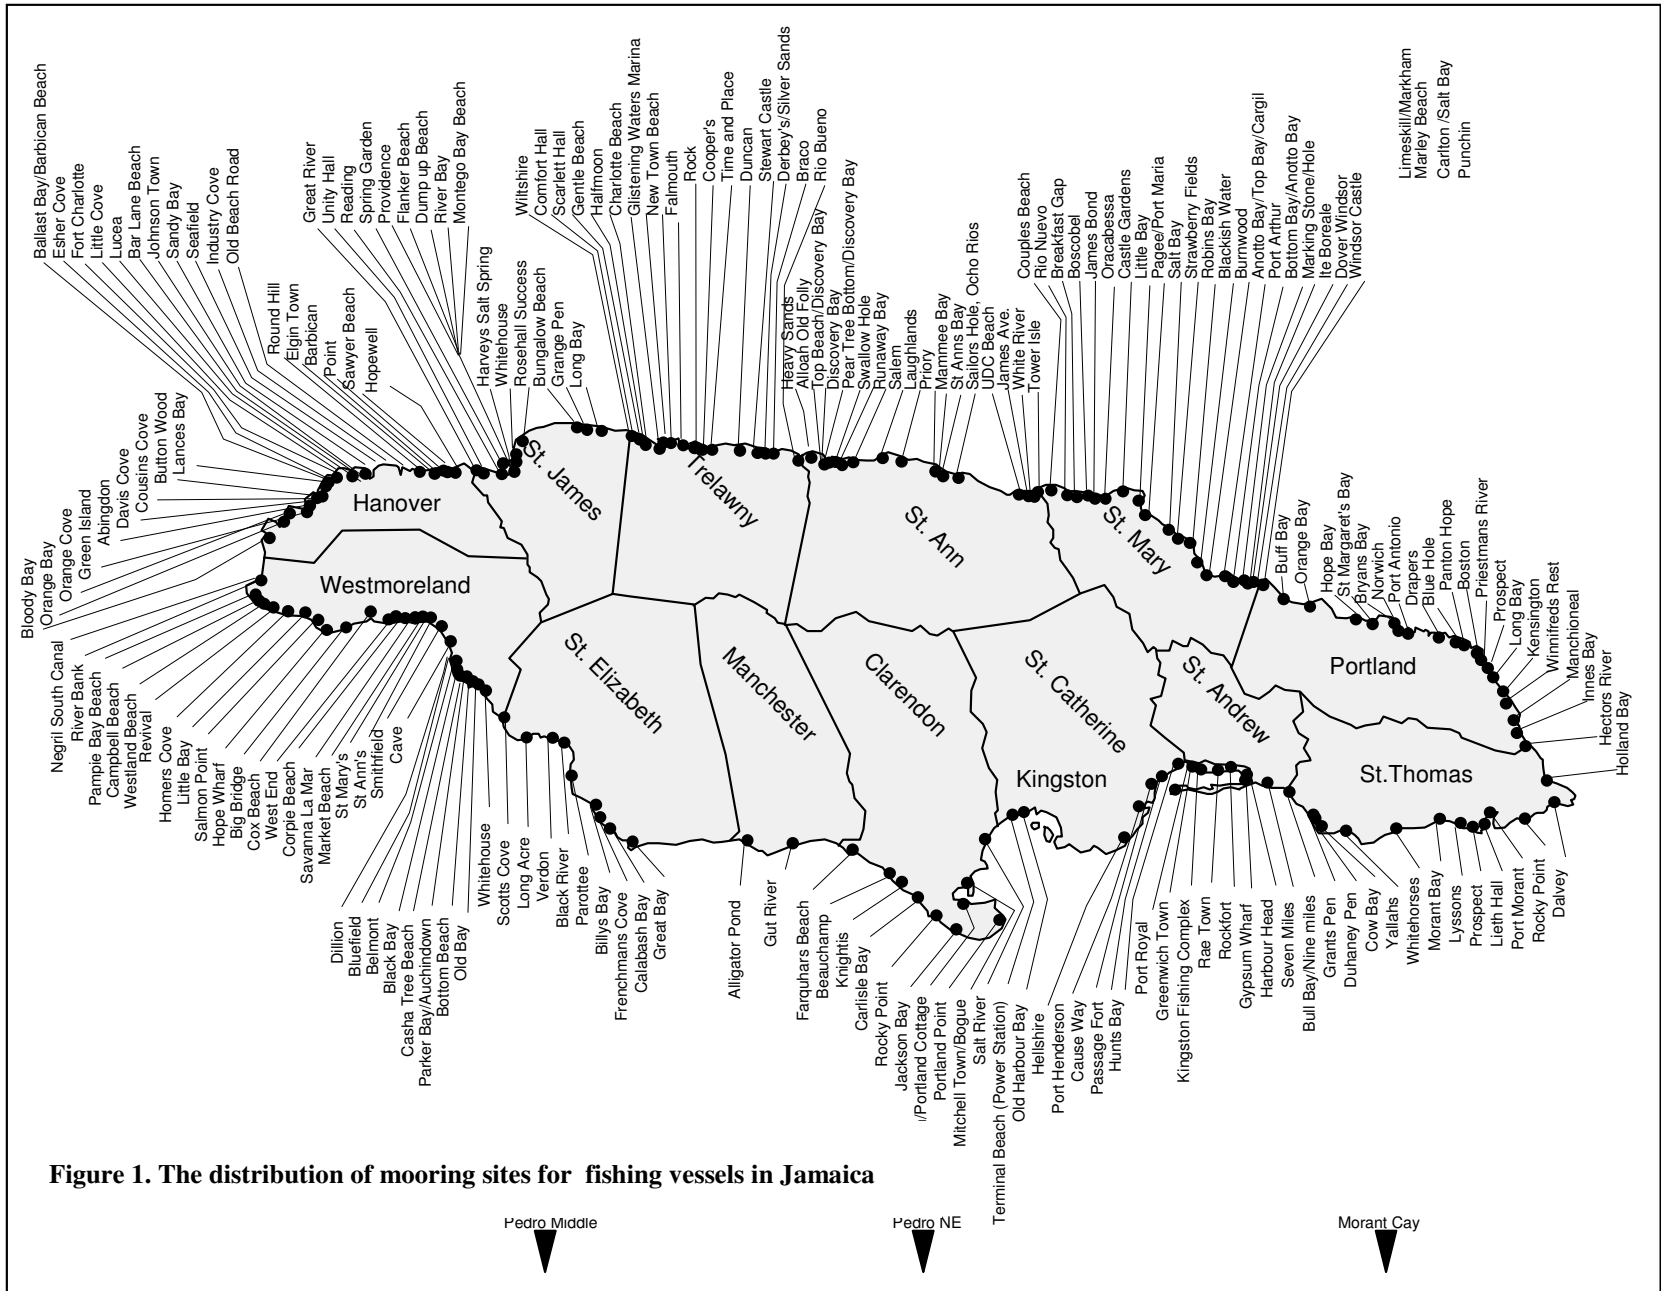 Ballast Bay/Barbican Beach
Esher Cove
Fort Charlotte
Little Cove
Lucea
Bar Lane Beach
Johnson Town
Sandy Bay
Seafield
Industry Cove
Old Beach Road
Round Hill
Elgin Town
Barbican
Point
Sawyer Beach
Hopewell
Great River
Unity Hall
Reading
Spring Garden
Providence
Flanker Beach
Dump up Beach
River Bay
Montego Bay Beach
Harveys Salt Spring
Whitehouse
Rosehall Success
Bungalow Beach
Grange Pen
Long Bay
Wiltshire
Comfort Hall
Scarlett Hall
Gentle Beach
Halfmoon
Charlotte Beach
Glistening Waters Marina
New Town Beach
Falmouth
Rock
Cooper's
Time and Place
Duncan
Stewart Castle
Derbey's/Silver Sands
Braco
Rio Bueno
Heavy Sands
Alloah Old Folly
Top Beach/Discovery Bay
Discovery Bay
Pear Tree Bottom/Discovery Bay
Swallow Hole
Runaway Bay
Salem
Laughlands
Priory
Mammee Bay
St Anns Bay
Sailors Hole, Ocho Rios
UDC Beach
James Ave.
White River
Tower Isle
Couples Beach
Rio Nuevo
Breakfast Gap
Boscobel
James Bond
Oracabessa
Castle Gardens
Little Bay
Pagee/Port Maria
Salt Bay
Strawberry Fields
Robins Bay
Blackish Water
Burnwood
Anotto Bay/Top Bay/Cargil
Port Arthur
Bottom Bay/Anotto Bay
Marking Stone/Hole
Ite Boreale
Dover Windsor
Windsor Castle
Limeskill/Markham
Marley Beach
Carlton /Salt Bay
Punchin
Buff Bay
Orange Bay
Hope Bay
St Margaret's Bay
Bryans Bay
Norwich
Port Antonio
Drapers
Blue Hole
Panton Hope
Boston
Priestmans River
Prospect
Long Bay
Kensington
Winnifreds Rest
Manchioneal
Innes Bay
Hectors River
Holland Bay
Lances Bay
Button Wood
Cousins Cove
Davis Cove
Abingdon
Green Island
Orange Cove
Orange Bay
Bloody Bay
Hanover
Westmoreland
St. James
Trelawny
St. Ann
St. Mary
Portland
St. Elizabeth
Manchester
Clarendon
St. Catherine
St. Andrew
Kingston
St.Thomas
Negril South Canal
River Bank
Pampie Bay Beach
Campbell Beach
Westland Beach
Revival
Homers Cove
Little Bay
Salmon Point
Hope Wharf
Big Bridge
Cox Beach
West End
Corpie Beach
Savanna La Mar
Market Beach
St Mary's
St Ann's
Smithfield
Cave
Dillion
Bluefield
Belmont
Black Bay
Casha Tree Beach
Parker Bay/Auchindown
Bottom Beach
Old Bay
Whitehouse
Scotts Cove
Long Acre
Verdon
Black River
Parottee
Billys Bay
Frenchmans Cove
Calabash Bay
Great Bay
Alligator Pond
Gut River
Farquhars Beach
Beauchamp
Knightis
Carlisle Bay
Rocky Point
Jackson Bay
/Portland Cottage
Portland Point
Mitchell Town/Bogue
Salt River
Terminal Beach (Power Station)
Old Harbour Bay
Hellshire
Port Henderson
Cause Way
Passage Fort
Hunts Bay
Port Royal
Greenwich Town
Kingston Fishing Complex
Rae Town
Rockfort
Gypsum Wharf
Harbour Head
Seven Miles
Bull Bay/Nine miles
Grants Pen
Duhaney Pen
Cow Bay
Yallahs
Whitehorses
Morant Bay
Lyssons
Prospect
Lieth Hall
Port Morant
Rocky Point
Dalvey
Figure 1. The distribution of mooring sites for fishing vessels in Jamaica
Pedro Middle
Pedro NE
Morant Cay